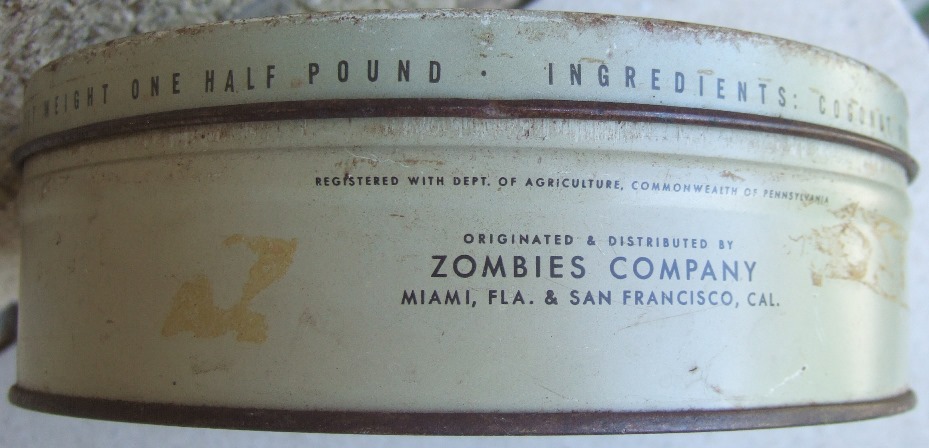 WEIGHT ONE HALF POUND · INGREDIENTS: COCONUT
REGISTERED WITH DEPT. OF AGRICULTURE, COMMONWEALTH OF PENNSYLVANIA
ORIGINATED & DISTRIBUTED BY
ZOMBIES COMPANY
MIAMI, FLA. & SAN FRANCISCO, CAL.